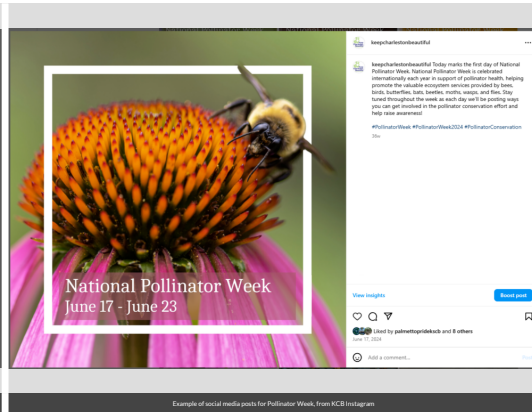 keepcharlestonbeautiful
keepcharlestonbeautiful Today marks the first day of National
Pollinator Week. National Pollinator Week is celebrated
internationally each year in support of pollinator health, helping
promote the valuable ecosystem services provided by bees,
birds, butterflies, bats, beetles, moths, wasps, and flies. Stay
tuned throughout the week as each day we'll be posting ways
you can get involved in the pollinator conservation effort and
help raise awareness!
#PollinatorWeek #PollinatorWeek2024 #PollinatorConservation
National Pollinator Week
June 17 - June 23
View insights
Boost post
Liked by palmettopridekscb and 8 others
June 17, 2024
Add a comment...
Example of social media posts for Pollinator Week, from KCB Instagram